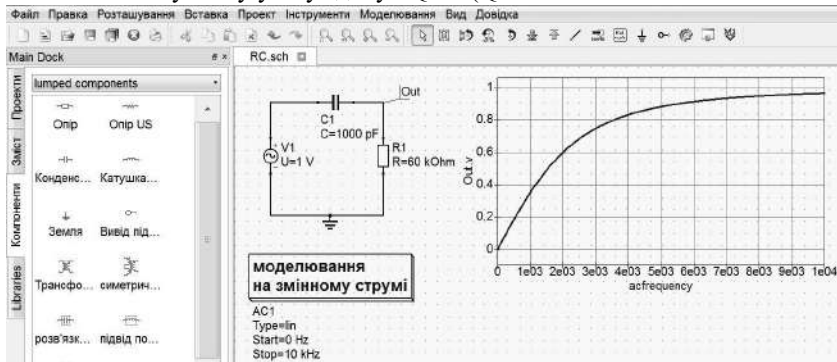 Файл Правка Розташування Вставка Проект Інструменти Моделювання Вид Довідка
Main Dock
RC.sch
Проекти
Зміст
Компоненти
Libraries
lumped components
Опір Опір US
Конденс... Катушка...
Земля Вивід під...
Трансфо... симетрич...
розв'язк... підвід по...
Out
C1
C=1000 pF
V1
U=1 V
R1
R=60 kOhm
моделювання
на змінному струмі
AC1
Type=lin
Start=0 Hz
Stop=10 kHz
Out.v
1
0.8
0.6
0.4
0.2
0
0 1e03 2e03 3e03 4e03 5e03 6e03 7e03 8e03 9e03 1e04
acfrequency